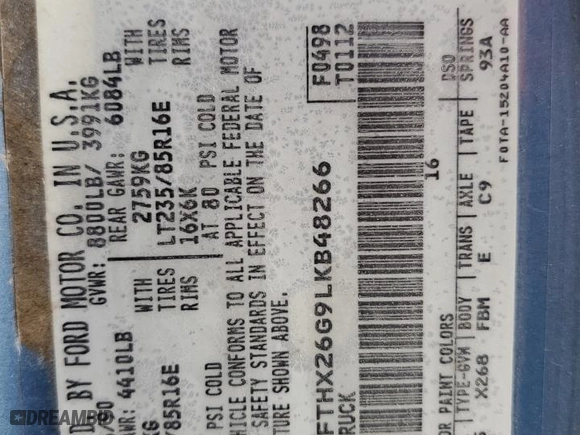 D BY FORD MOTOR CO. IN U.S.A.
GVWR: 8800LB/ 3991KG
4410LB REAR GAWR: 6084LB
2759KG
WITH WITH
TIRES LT235/85R16E TIRES
/85R16E 16X6K RIMS
RIMS
PSI COLD AT 80 PSI COLD
VEHICLE CONFORMS TO ALL APPLICABLE FEDERAL MOTOR
SAFETY STANDARDS IN EFFECT ON THE DATE OF
TURE SHOWN ABOVE.
F0498
T0112
FTHX26G9LKB48266
RUCK
16
OR PAINT COLORS DSO
TYPE-GVW BODY TRANS AXLE TAPE SPRINGS
X268 FBM E C9 93A
F0TA-15204A10-AA
DREAMBID